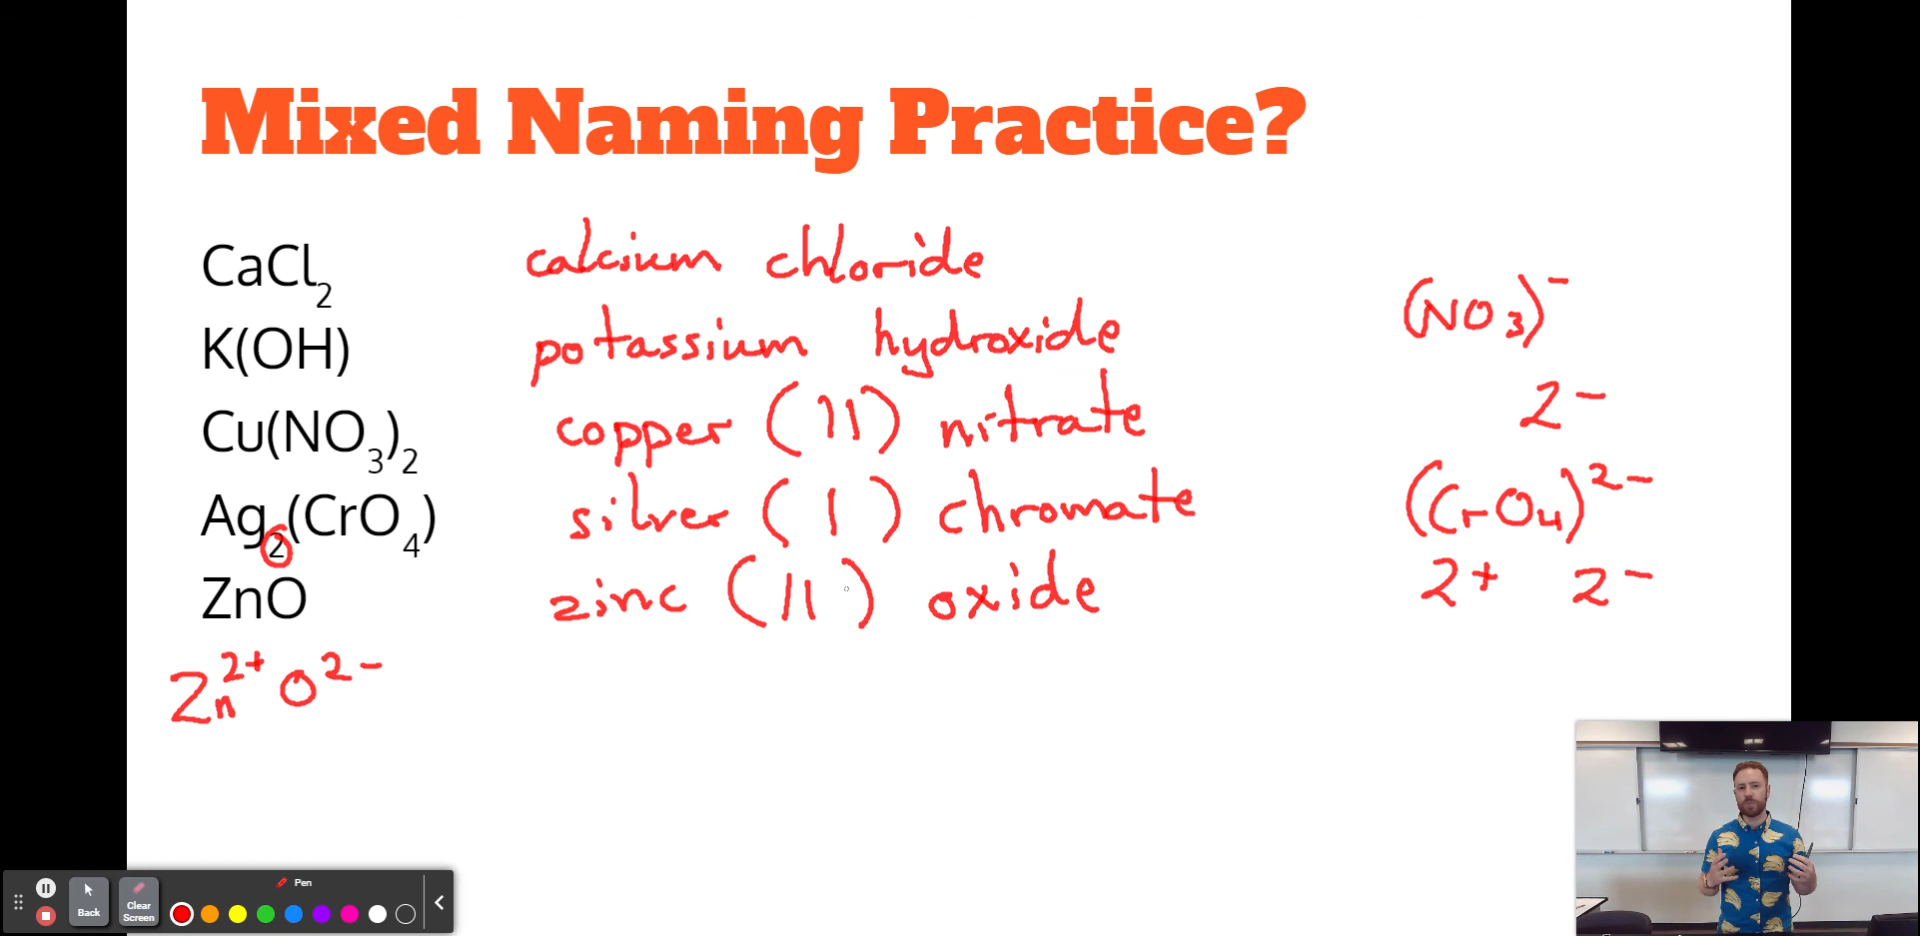 Mixed Naming Practice?
CaCl₂ calcium chloride
K(OH) potassium hydroxide
(NO₃)⁻
Cu(NO₃)₂ copper (II) nitrate
2⁻
Ag₂(CrO₄) silver (I) chromate
(CrO₄)²⁻
ZnO zinc (II) oxide
2+ 2⁻
Zn²⁺O²⁻
Pen
Back
Clear
Screen